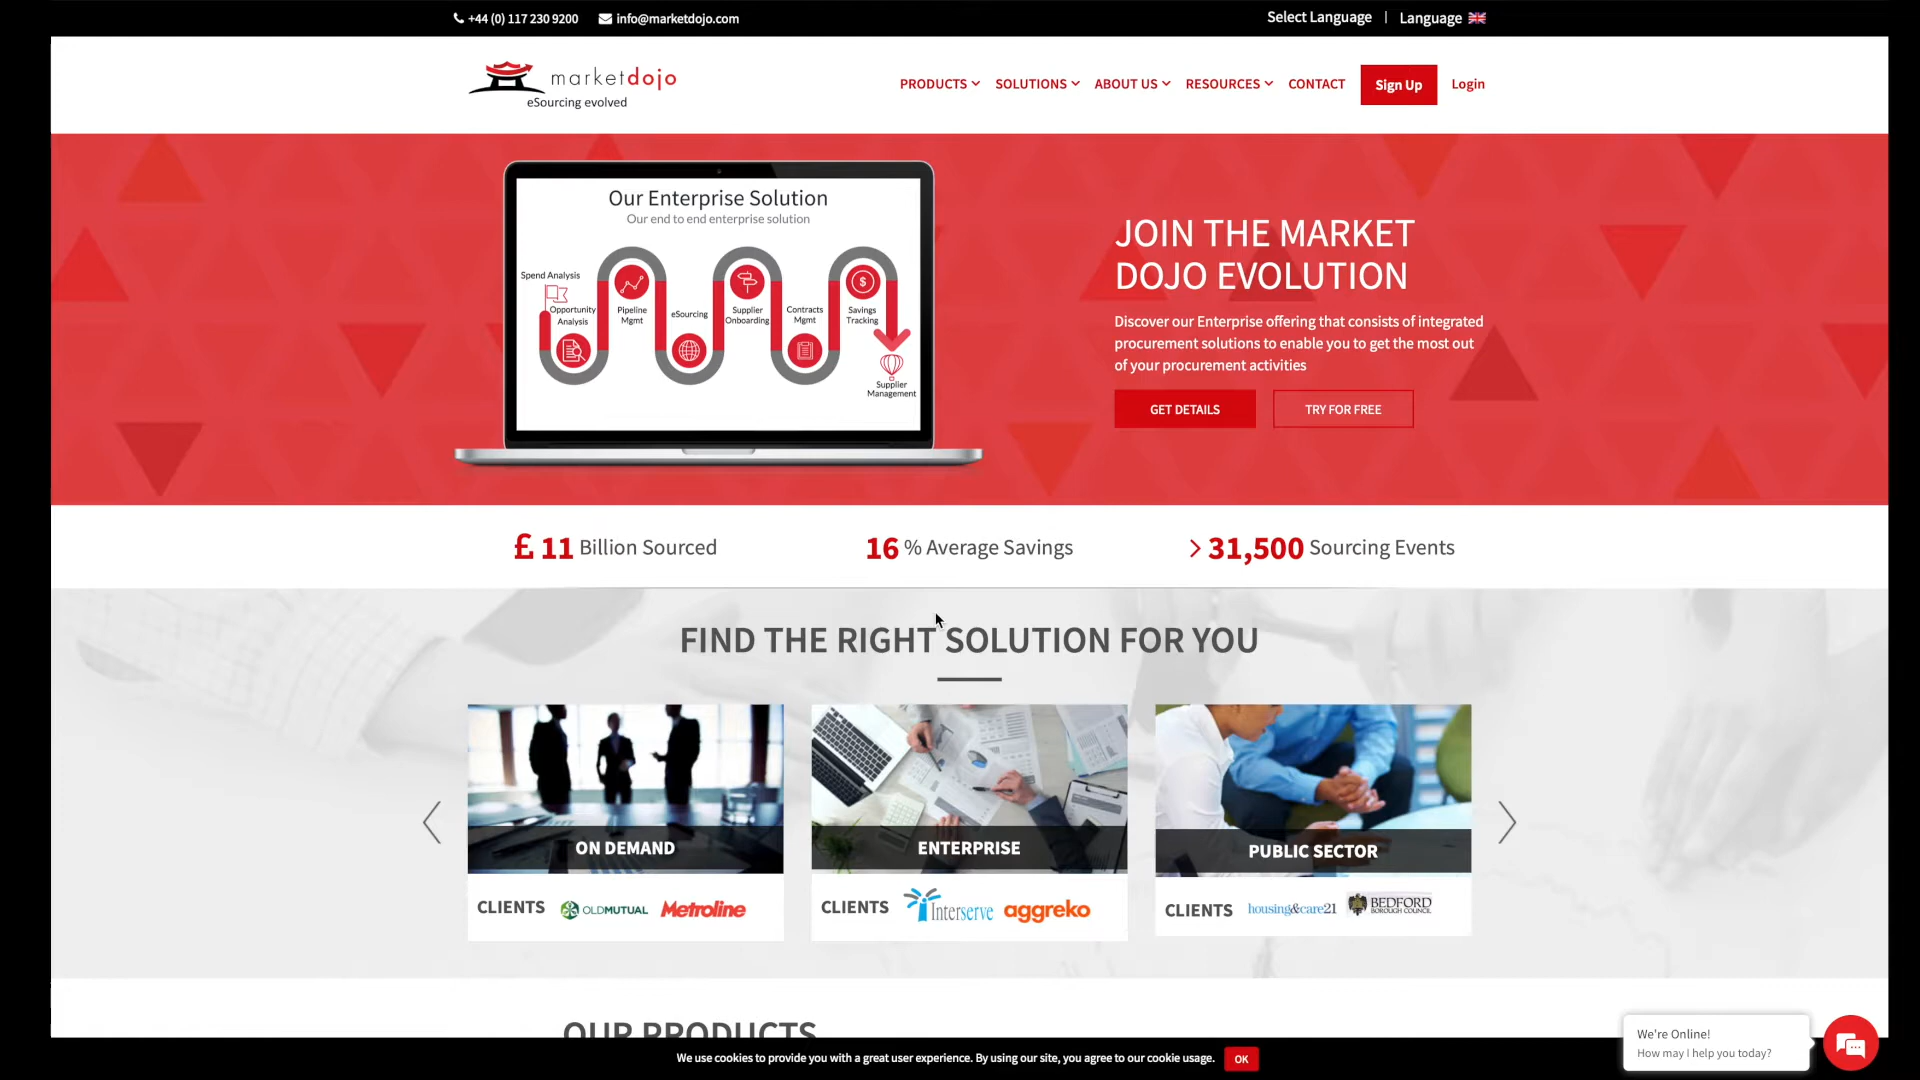 +44 (0) 117 230 9200 info@marketdojo.com Select Language | Language
marketdojo
eSourcing evolved
PRODUCTS SOLUTIONS ABOUT US RESOURCES CONTACT Sign Up Login
Our Enterprise Solution
Our end to end enterprise solution
Spend Analysis
Opportunity
Analysis
Pipeline
Mgmt
eSourcing
Supplier
Onboarding
Contracts
Mgmt
Savings
Tracking
Supplier
Management
JOIN THE MARKET
DOJO EVOLUTION
Discover our Enterprise offering that consists of integrated
procurement solutions to enable you to get the most out
of your procurement activities
GET DETAILS TRY FOR FREE
£ 11 Billion Sourced
16 % Average Savings
> 31,500 Sourcing Events
FIND THE RIGHT SOLUTION FOR YOU
ON DEMAND
CLIENTS OLDMUTUAL Metroline
ENTERPRISE
CLIENTS Interserve aggreko
PUBLIC SECTOR
CLIENTS housing&care21 BEDFORD
BOROUGH COUNCIL
OUR PRODUCTS
We use cookies to provide you with a great user experience. By using our site, you agree to our cookie usage. OK
We're Online!
How may I help you today?